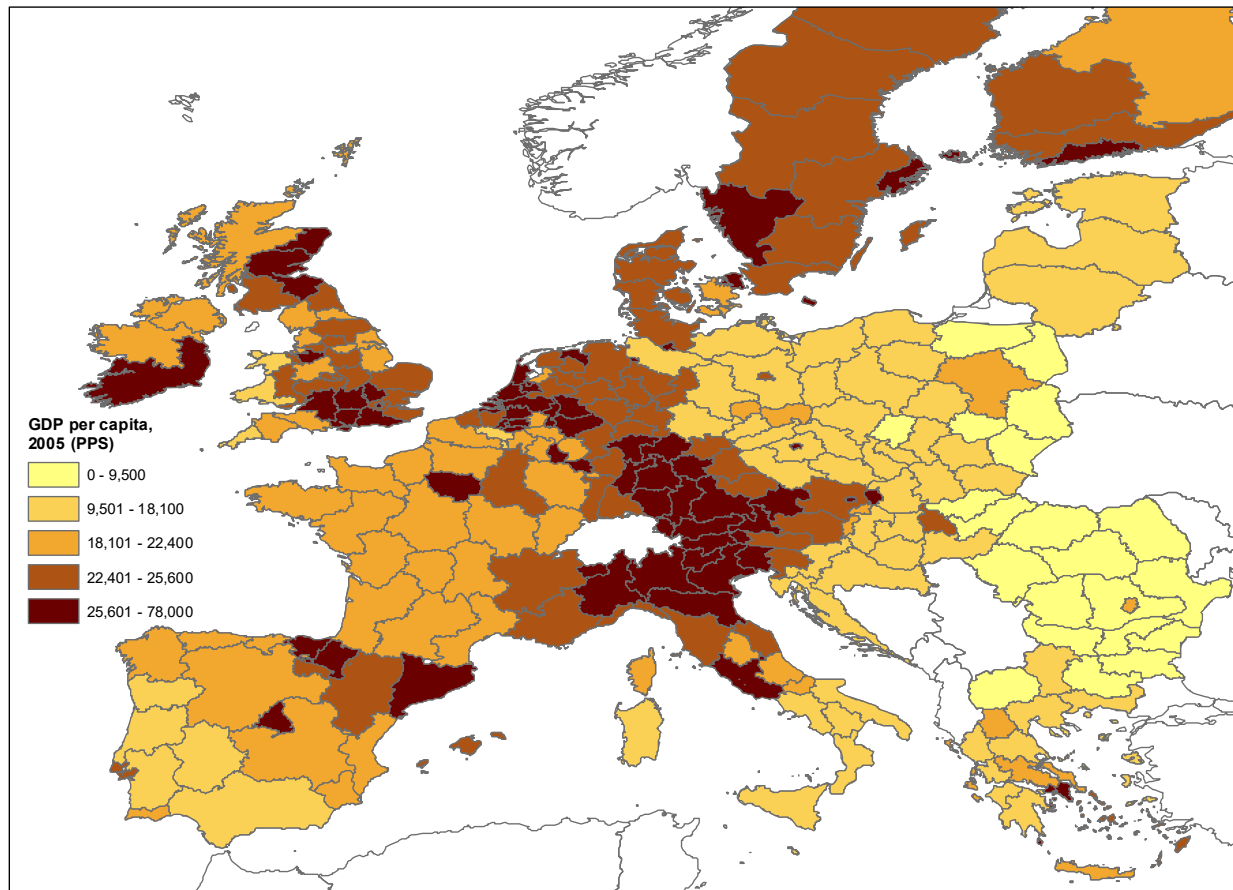 GDP per capita,
2005 (PPS)
0 - 9,500
9,501 - 18,100
18,101 - 22,400
22,401 - 25,600
25,601 - 78,000